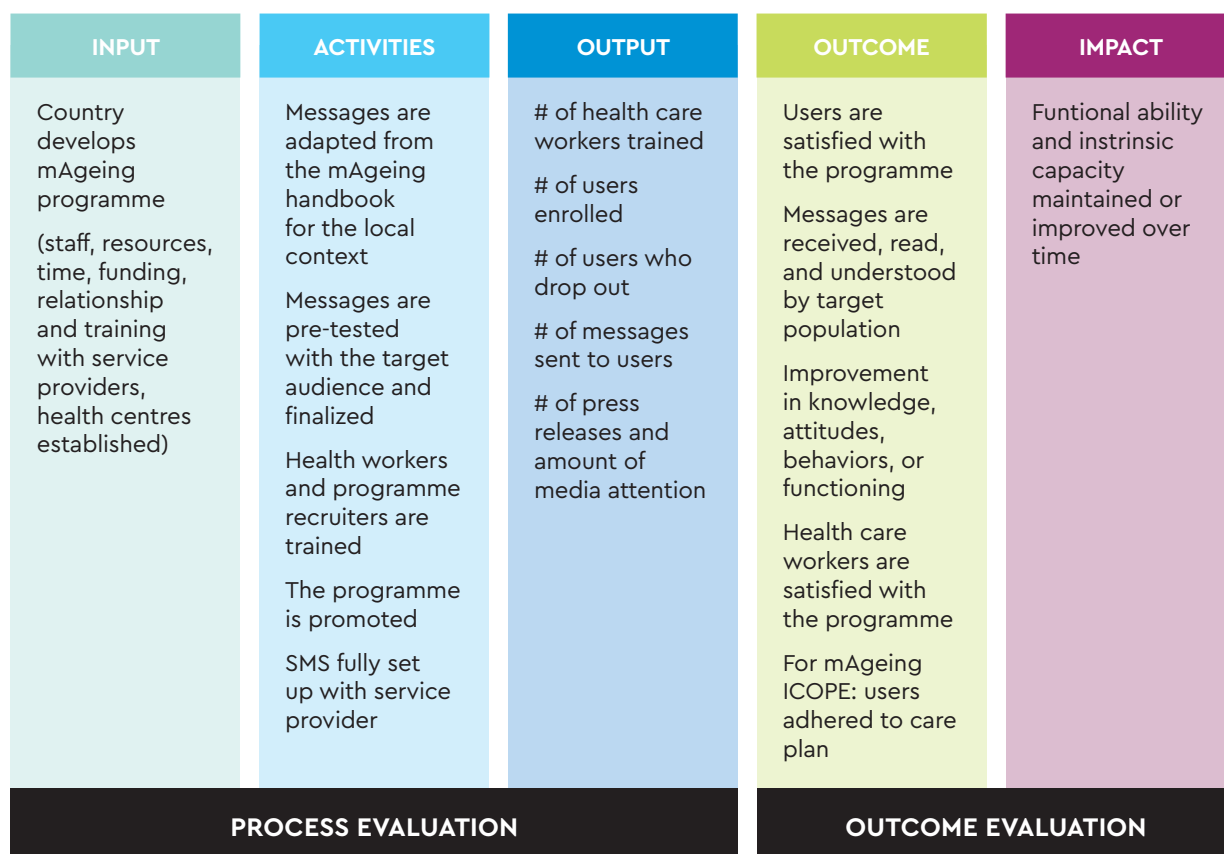 INPUT
Country
develops
mAgeing
programme
(staff, resources,
time, funding,
relationship
and training
with service
providers,
health centres
established)
ACTIVITIES
Messages are
adapted from
the mAgeing
handbook
for the local
context
Messages are
pre-tested
with the target
audience and
finalized
Health workers
and programme
recruiters are
trained
The programme
is promoted
SMS fully set
up with service
provider
OUTPUT
# of health care
workers trained
# of users
enrolled
# of users who
drop out
# of messages
sent to users
# of press
releases and
amount of
media attention
OUTCOME
Users are
satisfied with
the programme
Messages are
received, read,
and understood
by target
population
Improvement
in knowledge,
attitudes,
behaviors, or
functioning
Health care
workers are
satisfied with
the programme
For mAgeing
ICOPE: users
adhered to care
plan
IMPACT
Funtional ability
and instrinsic
capacity
maintained or
improved over
time
PROCESS EVALUATION
OUTCOME EVALUATION